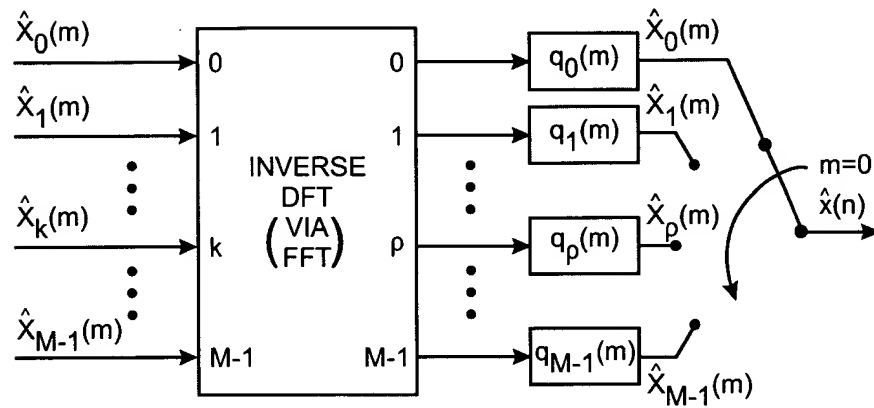 X̂₀(m) 0 0 q₀(m) X̂₀(m)
X̂₁(m) 1 1 q₁(m) X̂₁(m)
INVERSE
DFT
(VIA
FFT)
m=0
x̂(n)
X̂ₖ(m) k ρ qᵨ(m) X̂ᵨ(m)
X̂M-1(m) M-1 M-1 qM-1(m) X̂M-1(m)